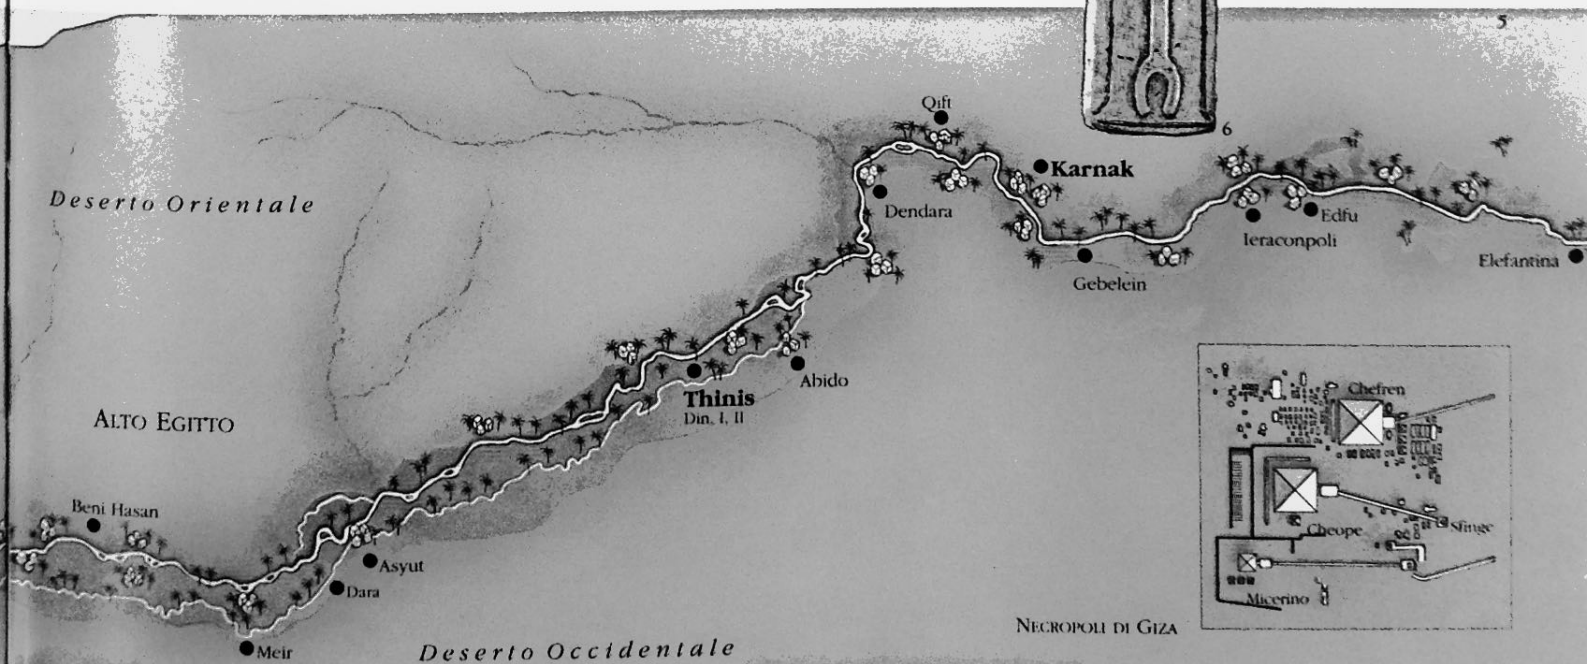 5
6
Qift
Karnak
Deserto Orientale
Dendara
Edfu
Ieraconpoli
Elefantina
Gebelein
Abido
Thinis
Din. I, II
Chefren
ALTO EGITTO
Beni Hasan
Cheope
Sfinge
Asyut
Dara
Micerino
NECROPOLI DI GIZA
Meir
Deserto Occidentale